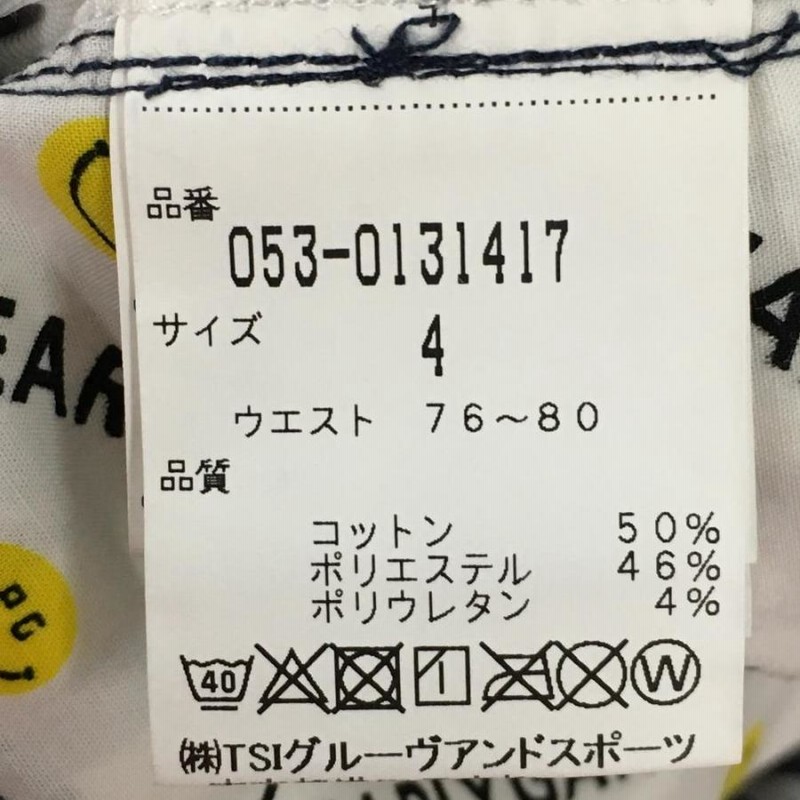 品番
053-0131417
サイズ 4
ウエスト 76～80
品質
コットン 50%
ポリエステル 46%
ポリウレタン 4%
40 W
㈱TSIグルーヴアンドスポーツ